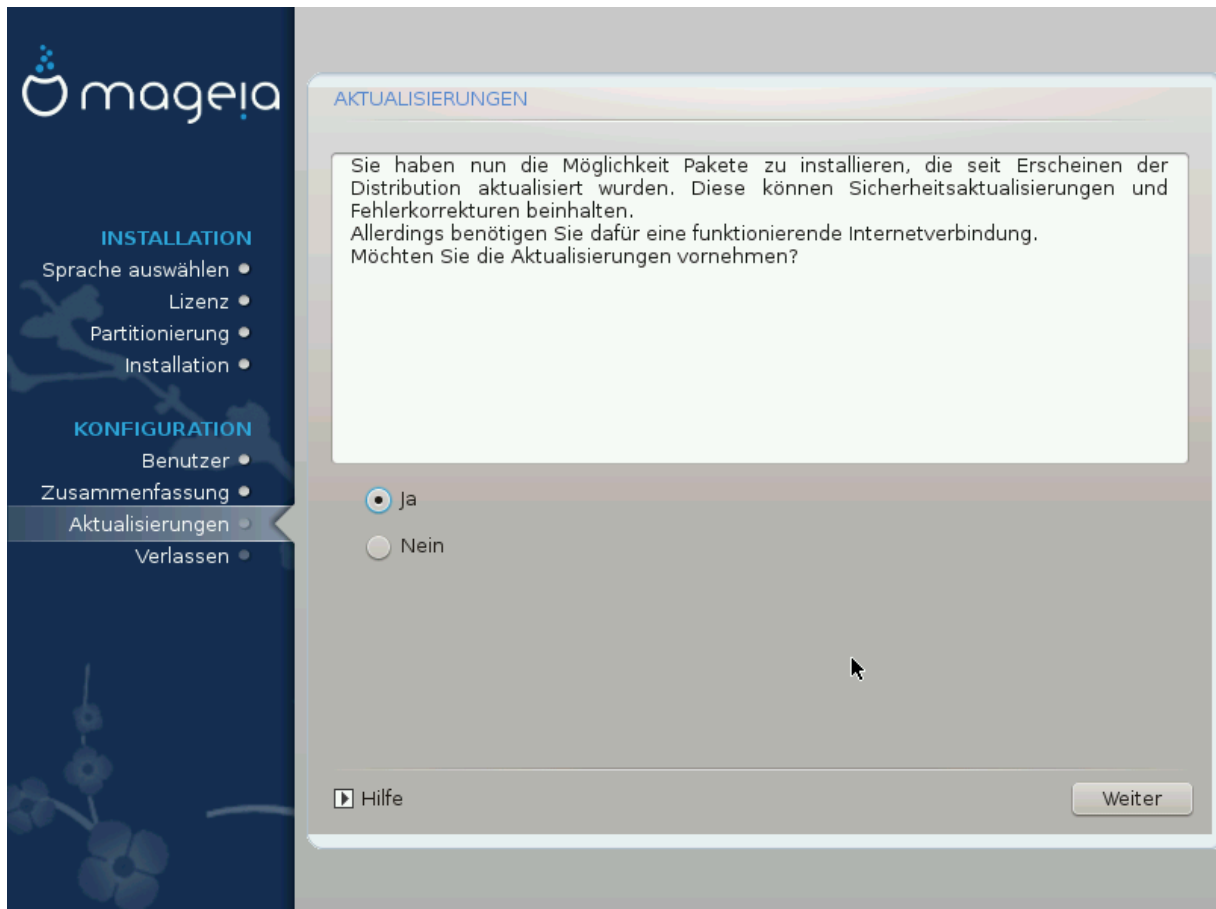 mageia
INSTALLATION
Sprache auswählen
Lizenz
Partitionierung
Installation
KONFIGURATION
Benutzer
Zusammenfassung
Aktualisierungen
Verlassen
AKTUALISIERUNGEN
Sie haben nun die Möglichkeit Pakete zu installieren, die seit Erscheinen der
Distribution aktualisiert wurden. Diese können Sicherheitsaktualisierungen und
Fehlerkorrekturen beinhalten.
Allerdings benötigen Sie dafür eine funktionierende Internetverbindung.
Möchten Sie die Aktualisierungen vornehmen?
Ja
Nein
Hilfe
Weiter